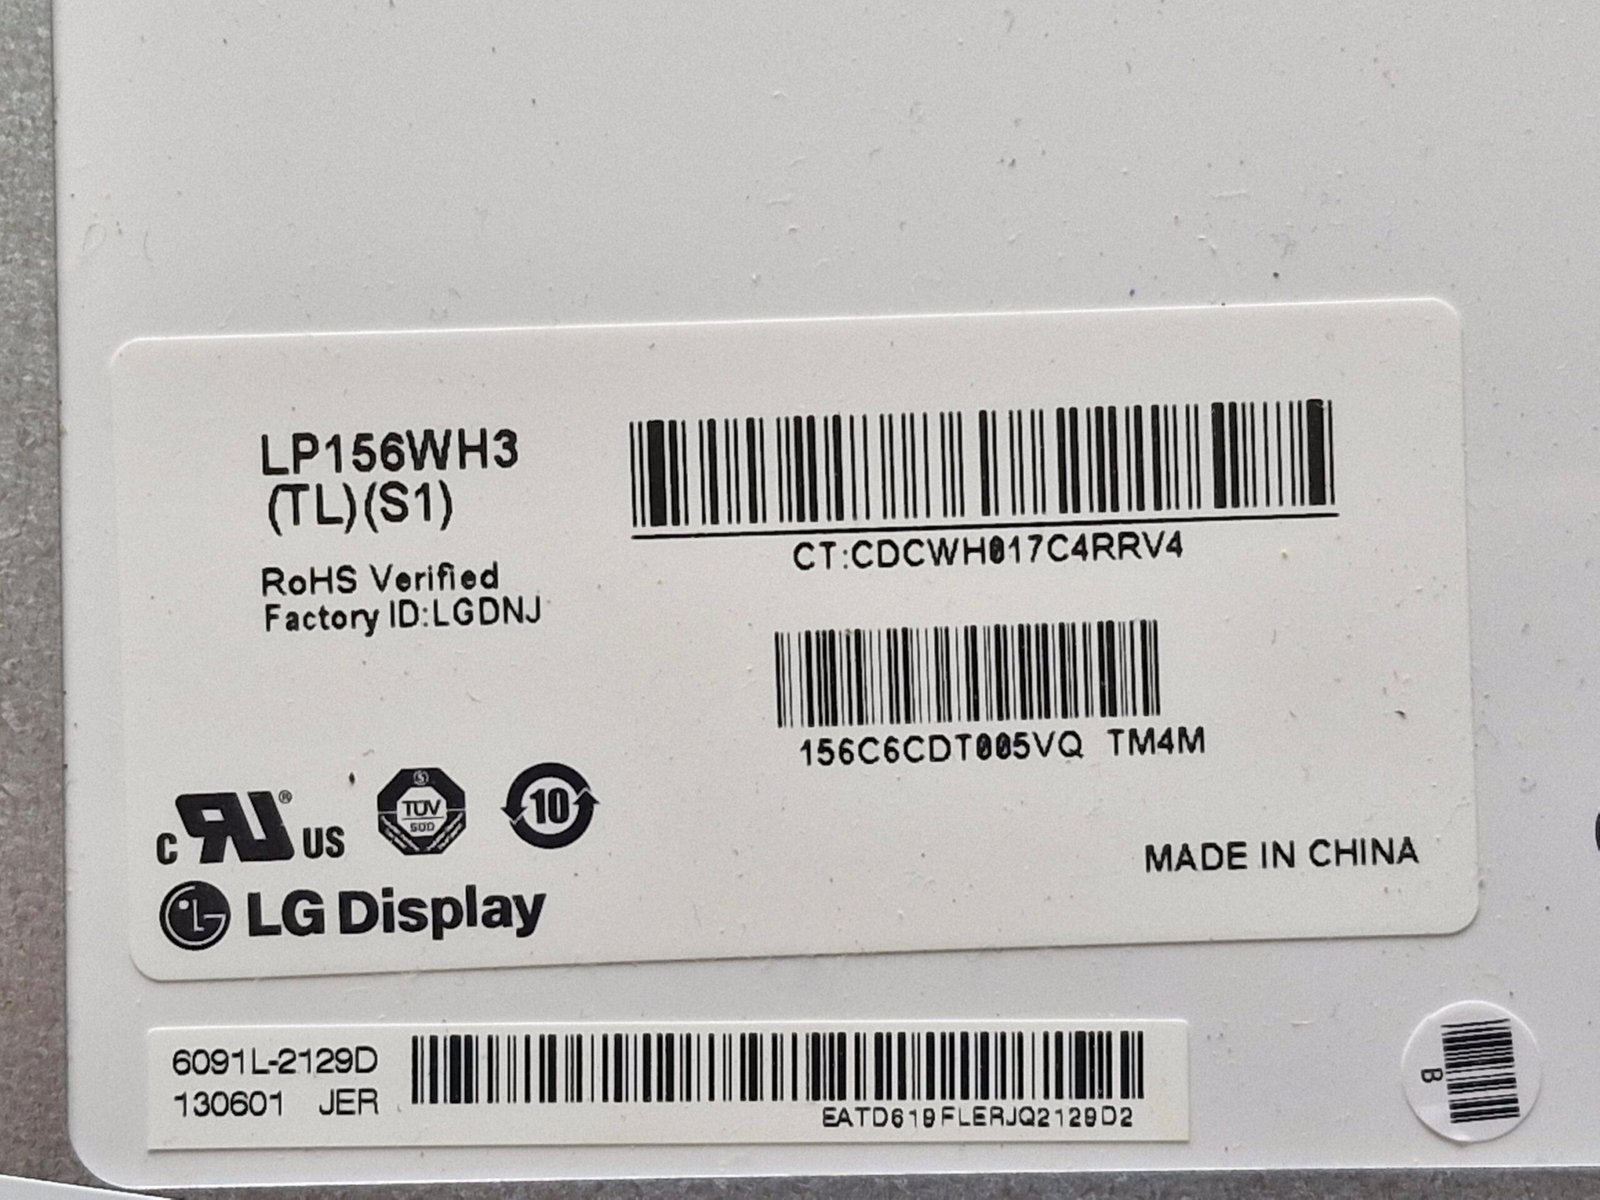 LP156WH3
(TL)(S1)
RoHS Verified
Factory ID:LGDNJ
CT:CDCWH017C4RRV4
156C6CDT005VQ TM4M
c RU® US
TÜV
SÜD
10
MADE IN CHINA
LG Display
6091L-2129D
130601 JER
EATD619FLERJQ2129D2
B